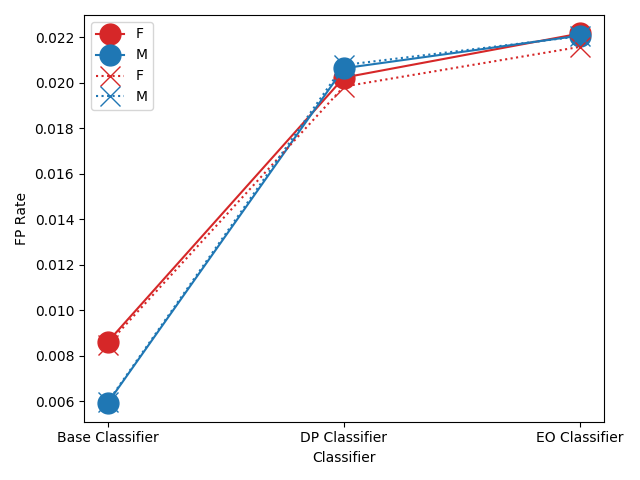 F
M
F
M
0.022
0.020
0.018
0.016
0.014
0.012
0.010
0.008
0.006
FP Rate
Base Classifier
DP Classifier
EO Classifier
Classifier